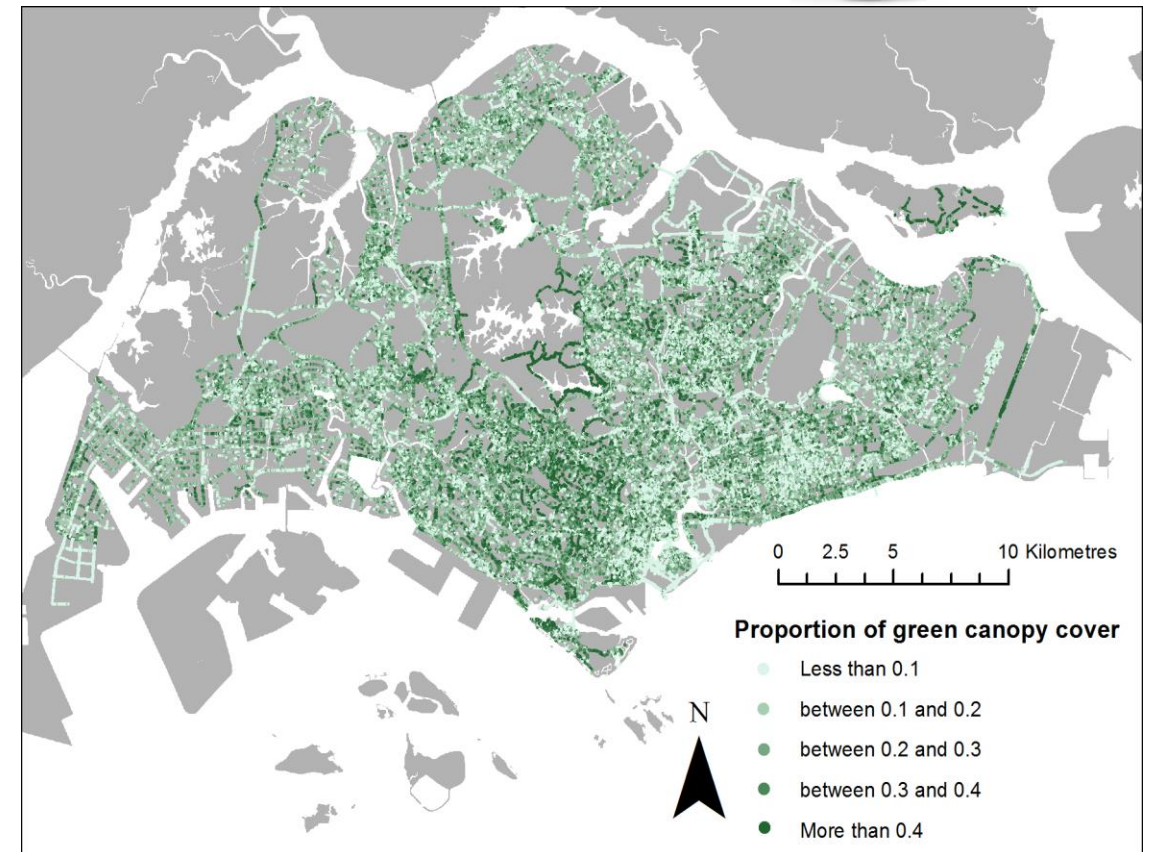 0 2.5 5 10 Kilometres
Proportion of green canopy cover
Less than 0.1
between 0.1 and 0.2
N
between 0.2 and 0.3
between 0.3 and 0.4
More than 0.4